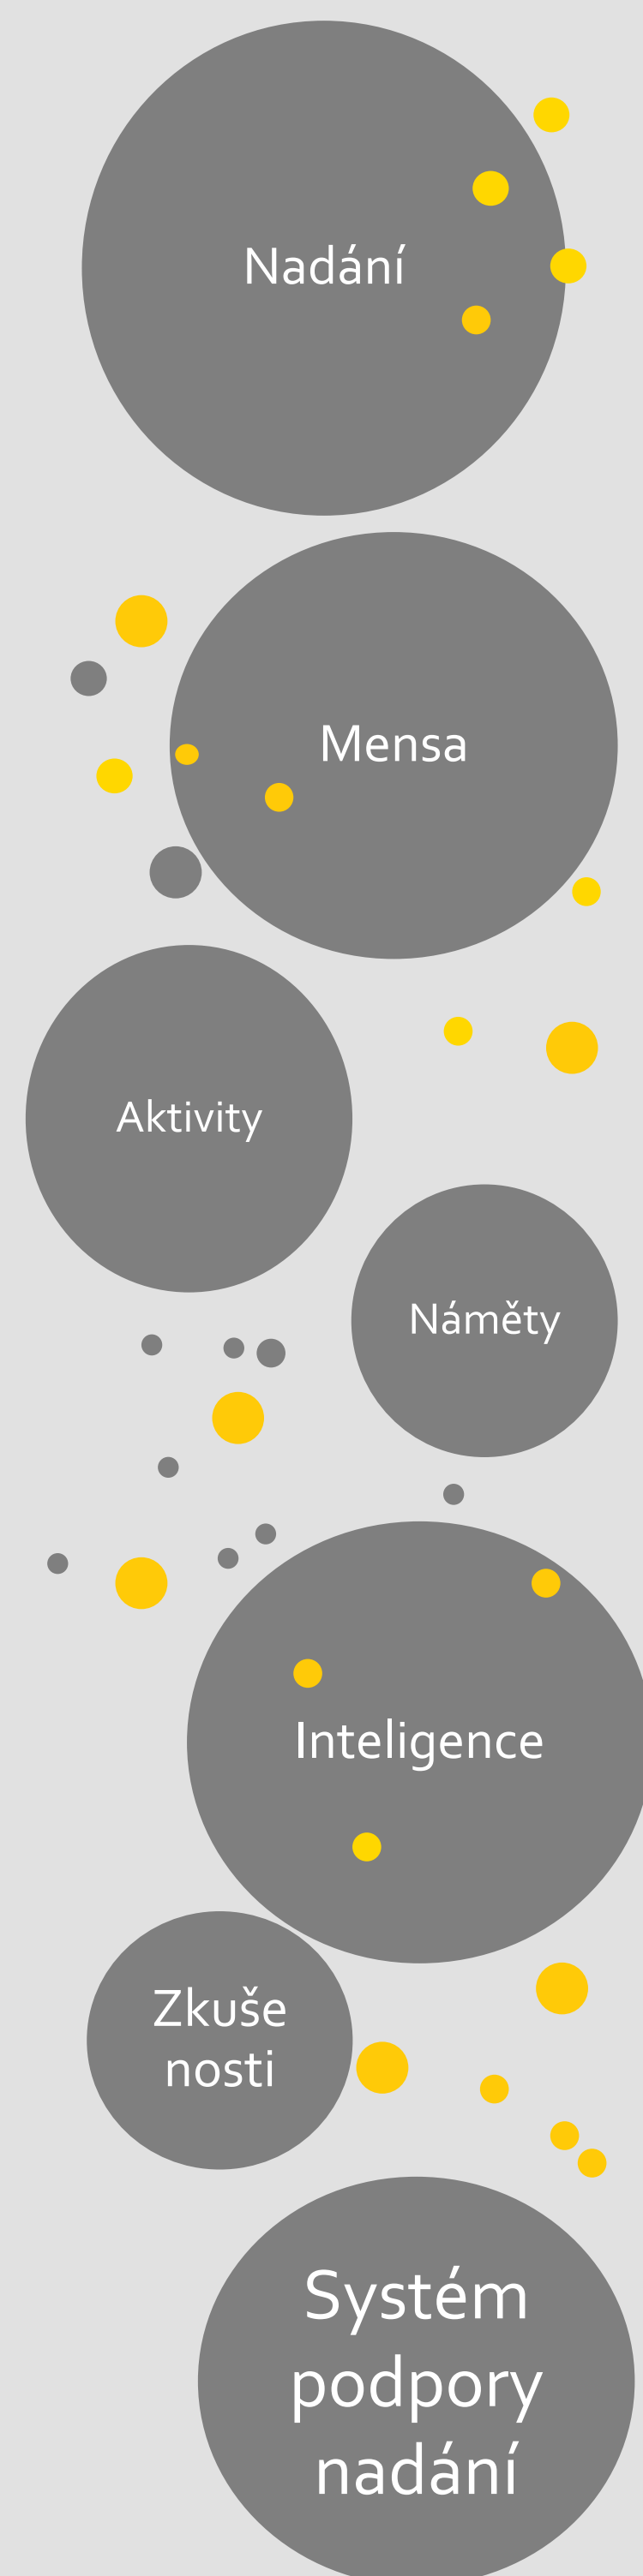 Nadání
Mensa
Aktivity
Náměty
Inteligence
Zkuše
nosti
Systém
podpory
nadání